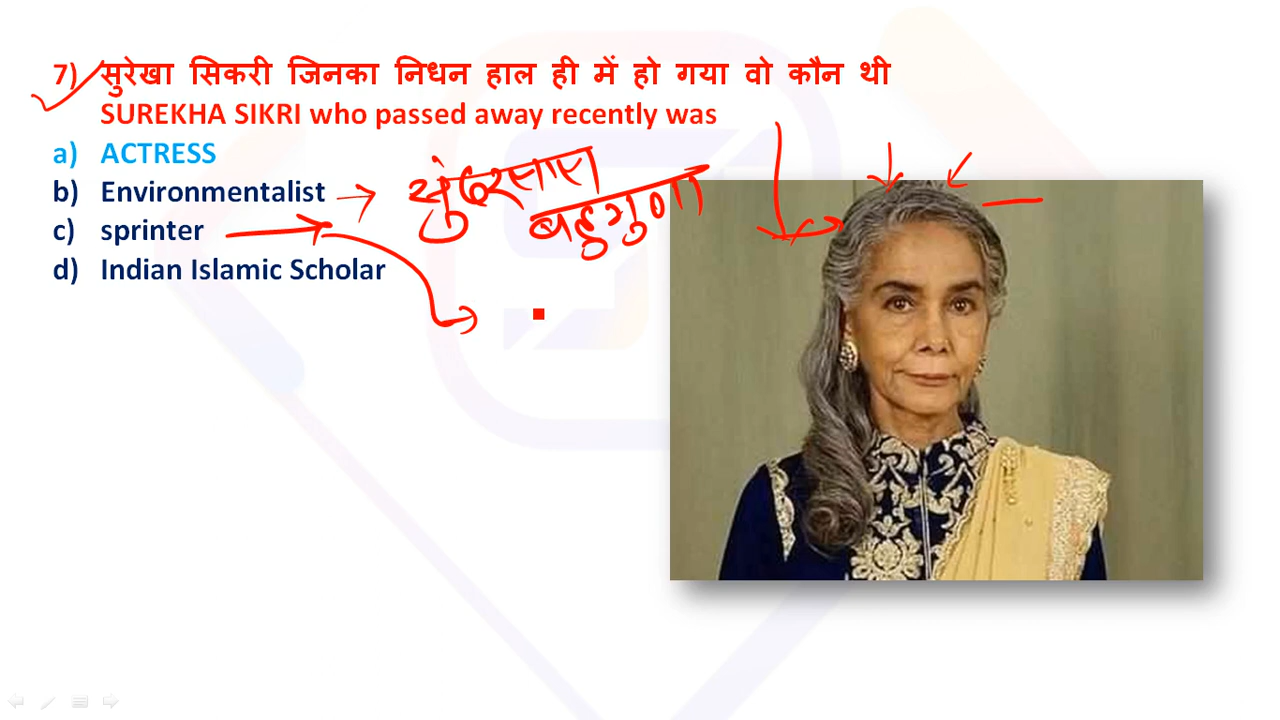 7) सुरेखा सिकरी जिनका निधन हाल ही में हो गया वो कौन थी
SUREKHA SIKRI who passed away recently was
a) ACTRESS
b) Environmentalist
सुंदरलाल
बहुगुणा
c) sprinter
d) Indian Islamic Scholar